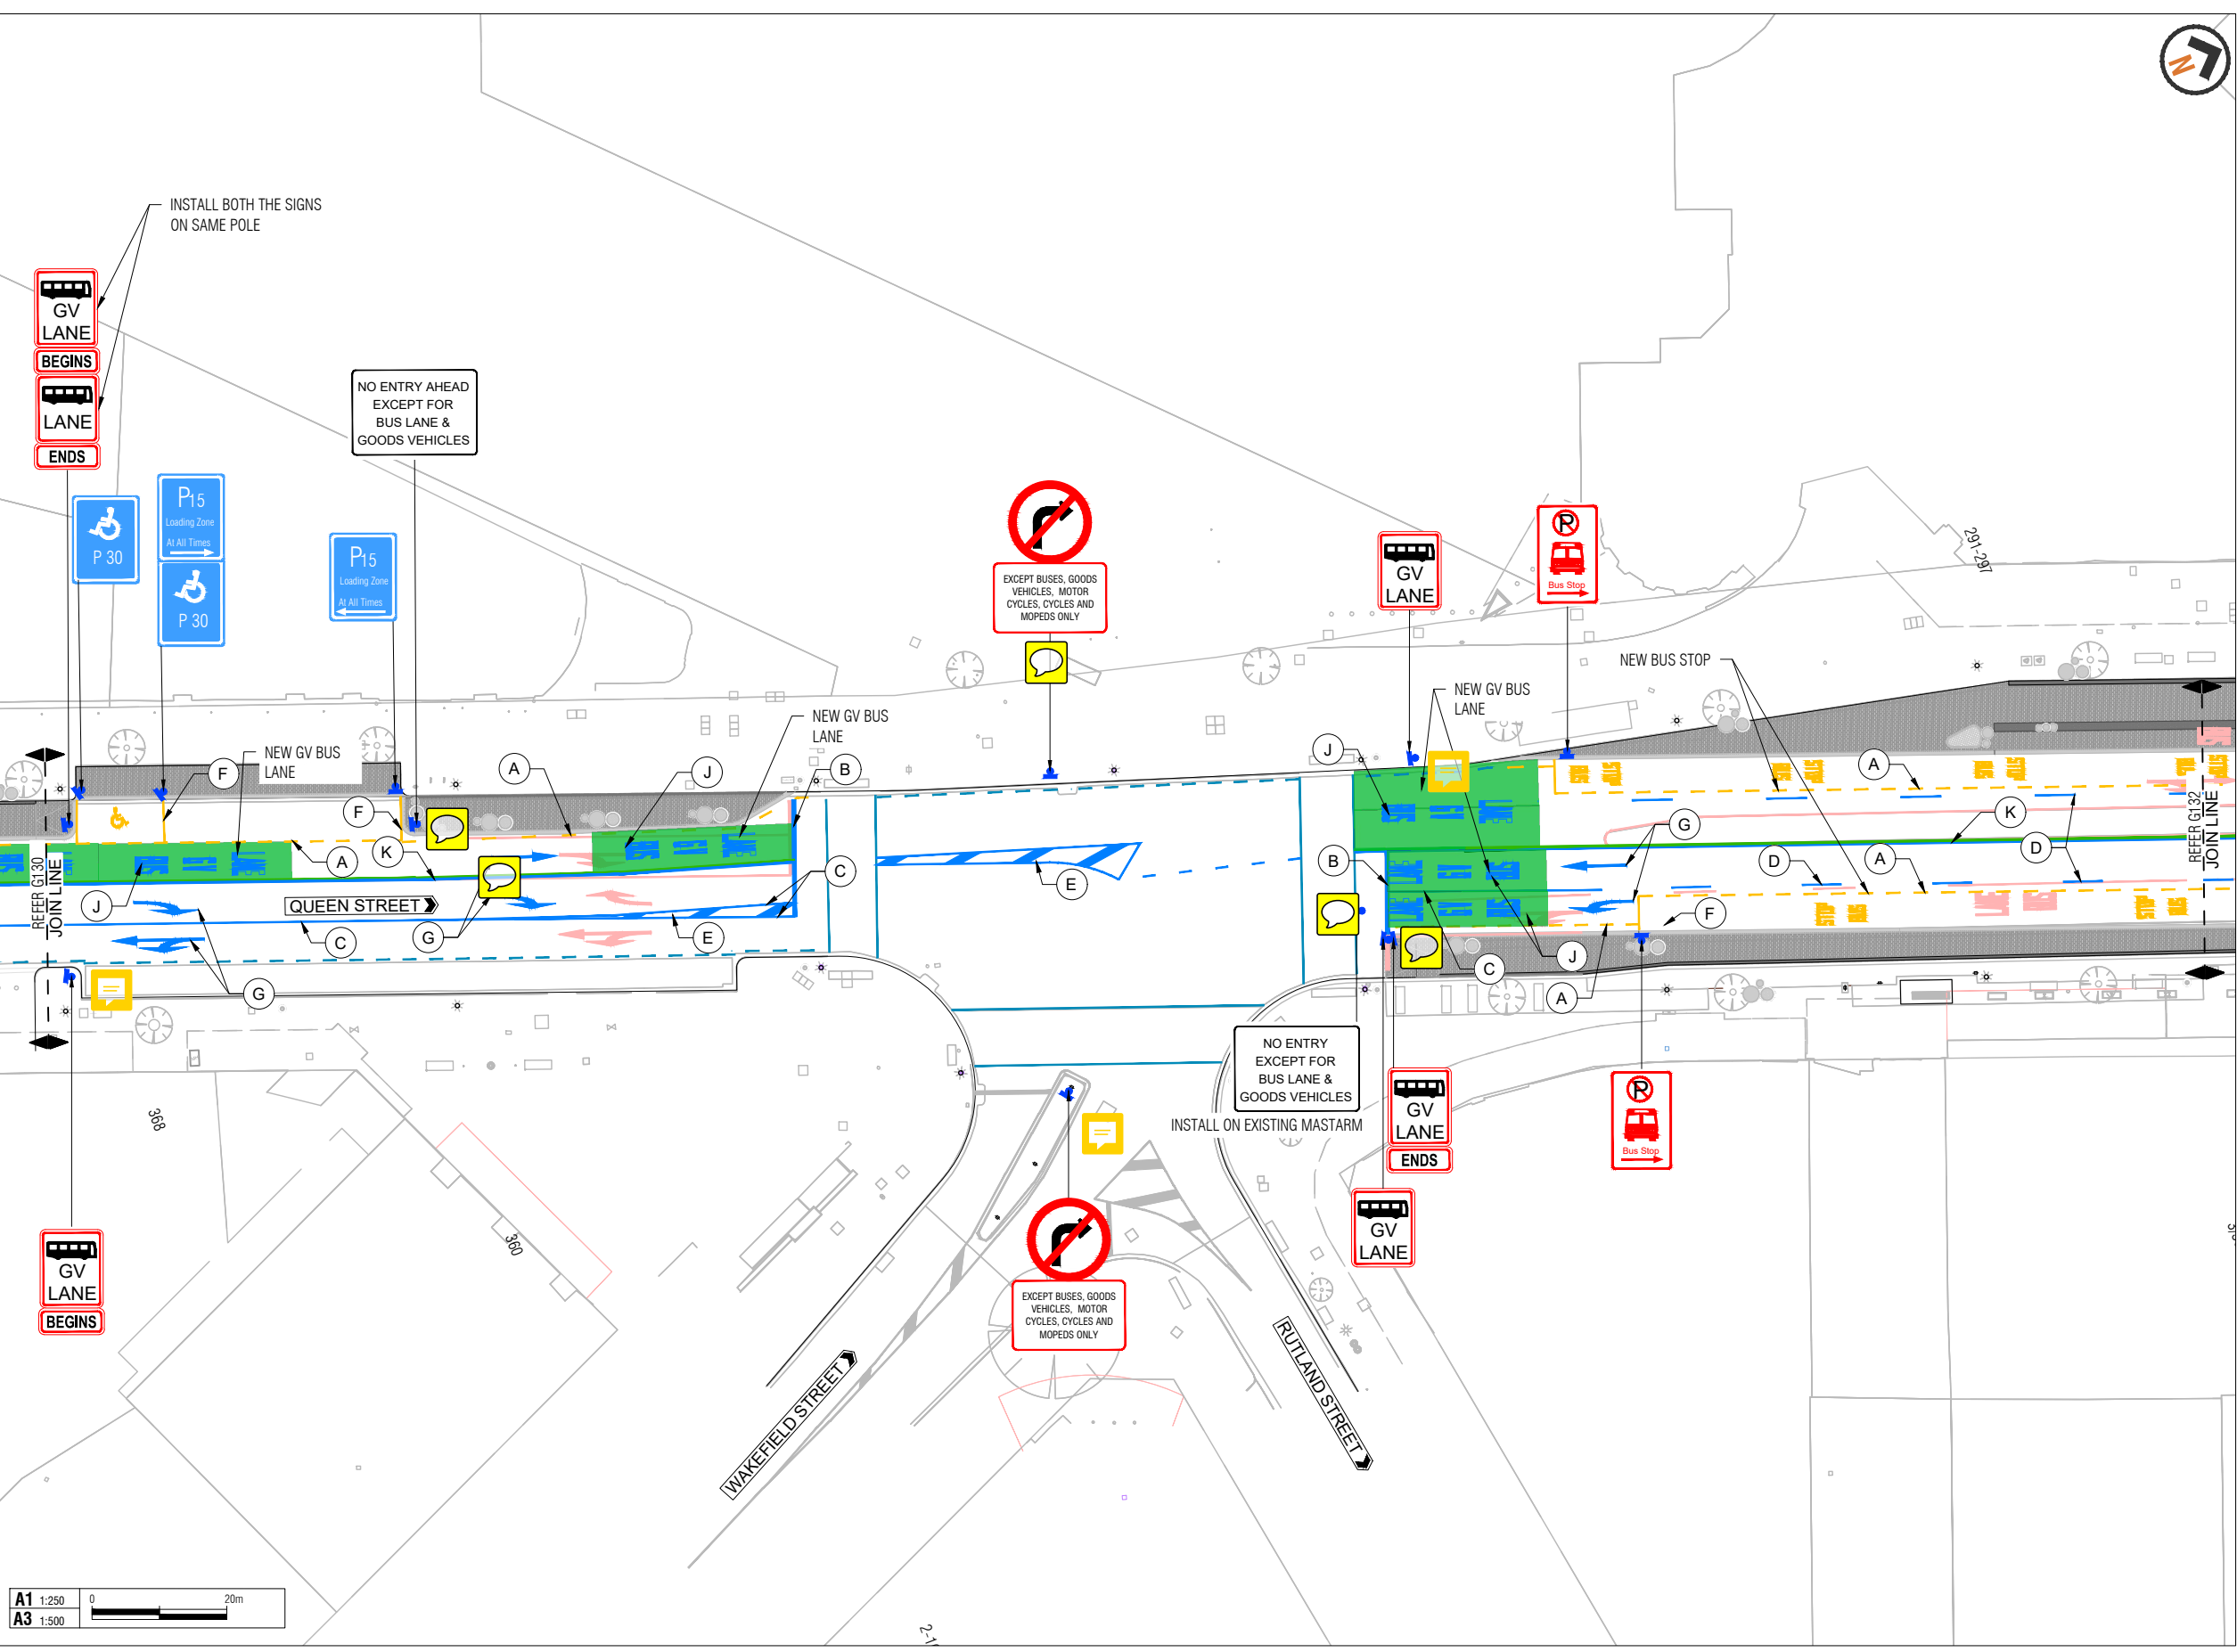 INSTALL BOTH THE SIGNS
ON SAME POLE
GV
LANE
BEGINS
LANE
ENDS
NO ENTRY AHEAD
EXCEPT FOR
BUS LANE &
GOODS VEHICLES
P 30
P15
Loading Zone
At All Times
P 30
P15
Loading Zone
At All Times
EXCEPT BUSES, GOODS
VEHICLES, MOTOR
CYCLES, CYCLES AND
MOPEDS ONLY
GV
LANE
P
Bus Stop
291-297
NEW BUS STOP
NEW GV BUS
LANE
NEW GV BUS
LANE
NEW GV BUS
LANE
A
J
B
F
F
A
K
J
C
G
G
E
C
QUEEN STREET
E
J
B
A
G
K
D
A
D
F
C
J
A
REFER G130
JOIN LINE
REFER G132
JOIN LINE
NO ENTRY
EXCEPT FOR
BUS LANE &
GOODS VEHICLES
INSTALL ON EXISTING MASTARM
GV
LANE
ENDS
P
Bus Stop
GV
LANE
GV
LANE
BEGINS
EXCEPT BUSES, GOODS
VEHICLES, MOTOR
CYCLES, CYCLES AND
MOPEDS ONLY
368
360
WAKEFIELD STREET
RUTLAND STREET
A1 1:250
A3 1:500
0 20m
N